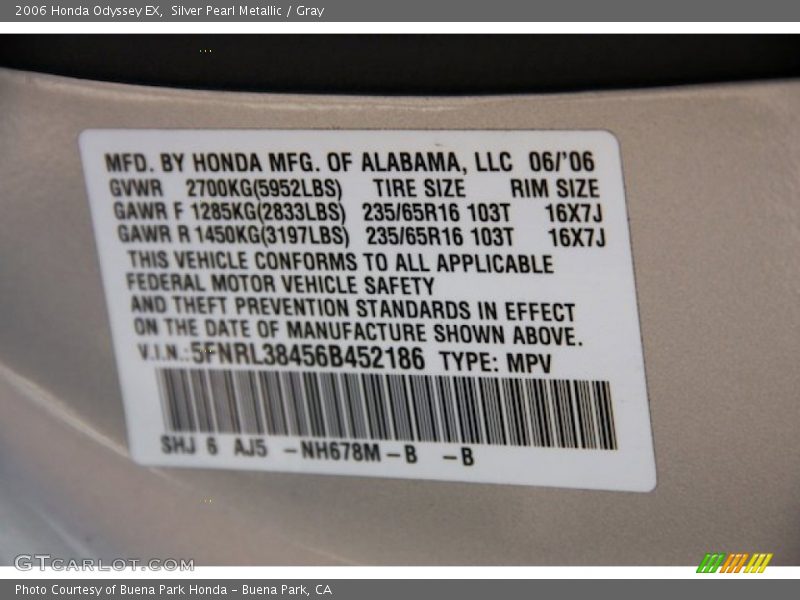 2006 Honda Odyssey EX, Silver Pearl Metallic / Gray
MFD. BY HONDA MFG. OF ALABAMA, LLC 06/'06
GVWR 2700KG(5952LBS) TIRE SIZE RIM SIZE
GAWR F 1285KG(2833LBS) 235/65R16 103T 16X7J
GAWR R 1450KG(3197LBS) 235/65R16 103T 16X7J
THIS VEHICLE CONFORMS TO ALL APPLICABLE
FEDERAL MOTOR VEHICLE SAFETY
AND THEFT PREVENTION STANDARDS IN EFFECT
ON THE DATE OF MANUFACTURE SHOWN ABOVE.
V.I.N.:5FNRL38456B452186 TYPE: MPV
SHJ 6 AJ5 -NH678M-B -B
GTCARLOT.COM
Photo Courtesy of Buena Park Honda - Buena Park, CA